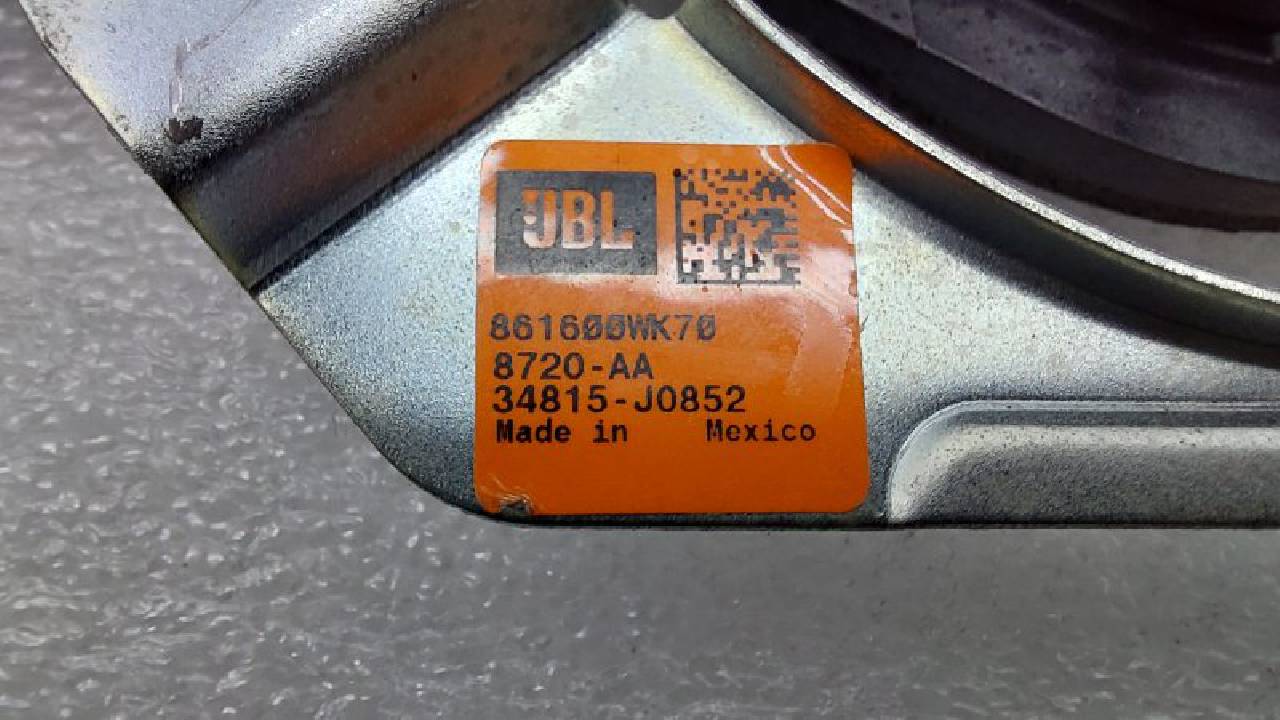 JBL
861600WK70
8720-AA
34815-J0852
Made in Mexico